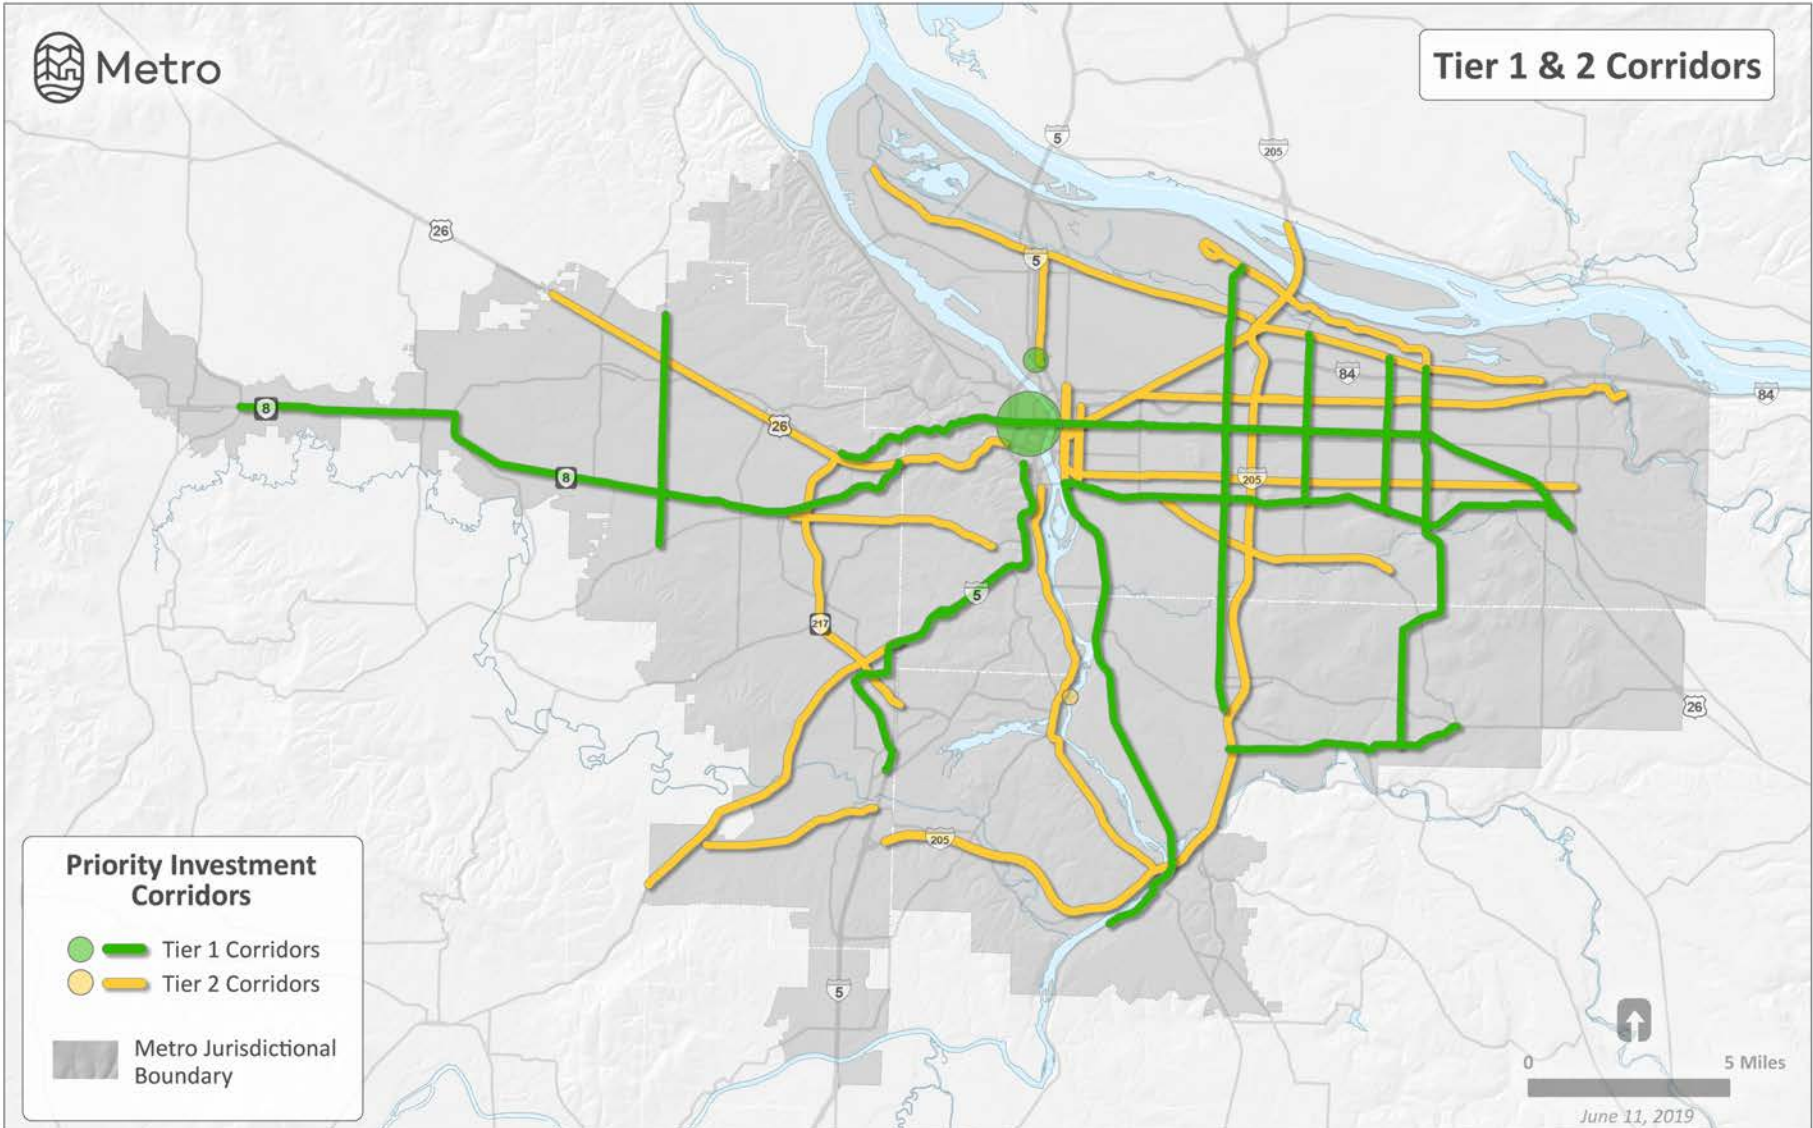 Metro
Tier 1 & 2 Corridors
5
205
26
5
84
84
8
26
8
205
5
217
26
205
5
Priority Investment
Corridors
Tier 1 Corridors
Tier 2 Corridors
Metro Jurisdictional
Boundary
0
5 Miles
June 11, 2019